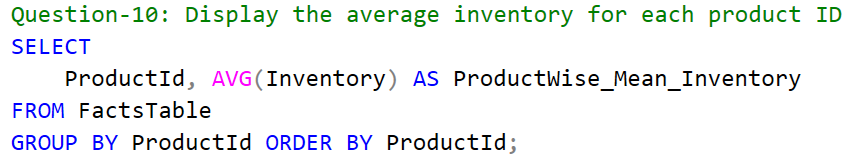 Question-10: Display the average inventory for each product ID
SELECT
ProductId, AVG(Inventory) AS ProductWise_Mean_Inventory
FROM FactsTable
GROUP BY ProductId ORDER BY ProductId;